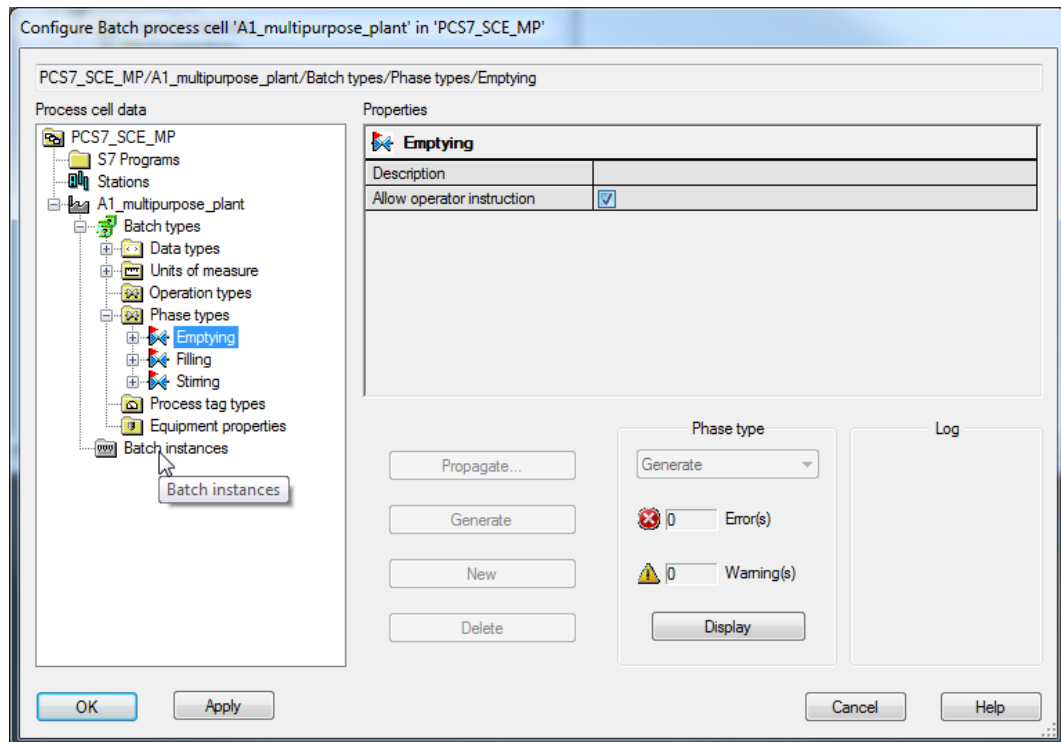 Configure Batch process cell 'A1_multipurpose_plant' in 'PCS7_SCE_MP'
PCS7_SCE_MP/A1_multipurpose_plant/Batch types/Phase types/Emptying
Process cell data
Properties
PCS7_SCE_MP
S7 Programs
Stations
A1_multipurpose_plant
Batch types
Data types
Units of measure
Operation types
Phase types
Emptying
Filling
Stirring
Process tag types
Equipment properties
Batch instances
Batch instances
Emptying
Description
Allow operator instruction
Propagate...
Generate
New
Delete
Phase type
Generate
0 Error(s)
0 Warning(s)
Display
Log
OK
Apply
Cancel
Help